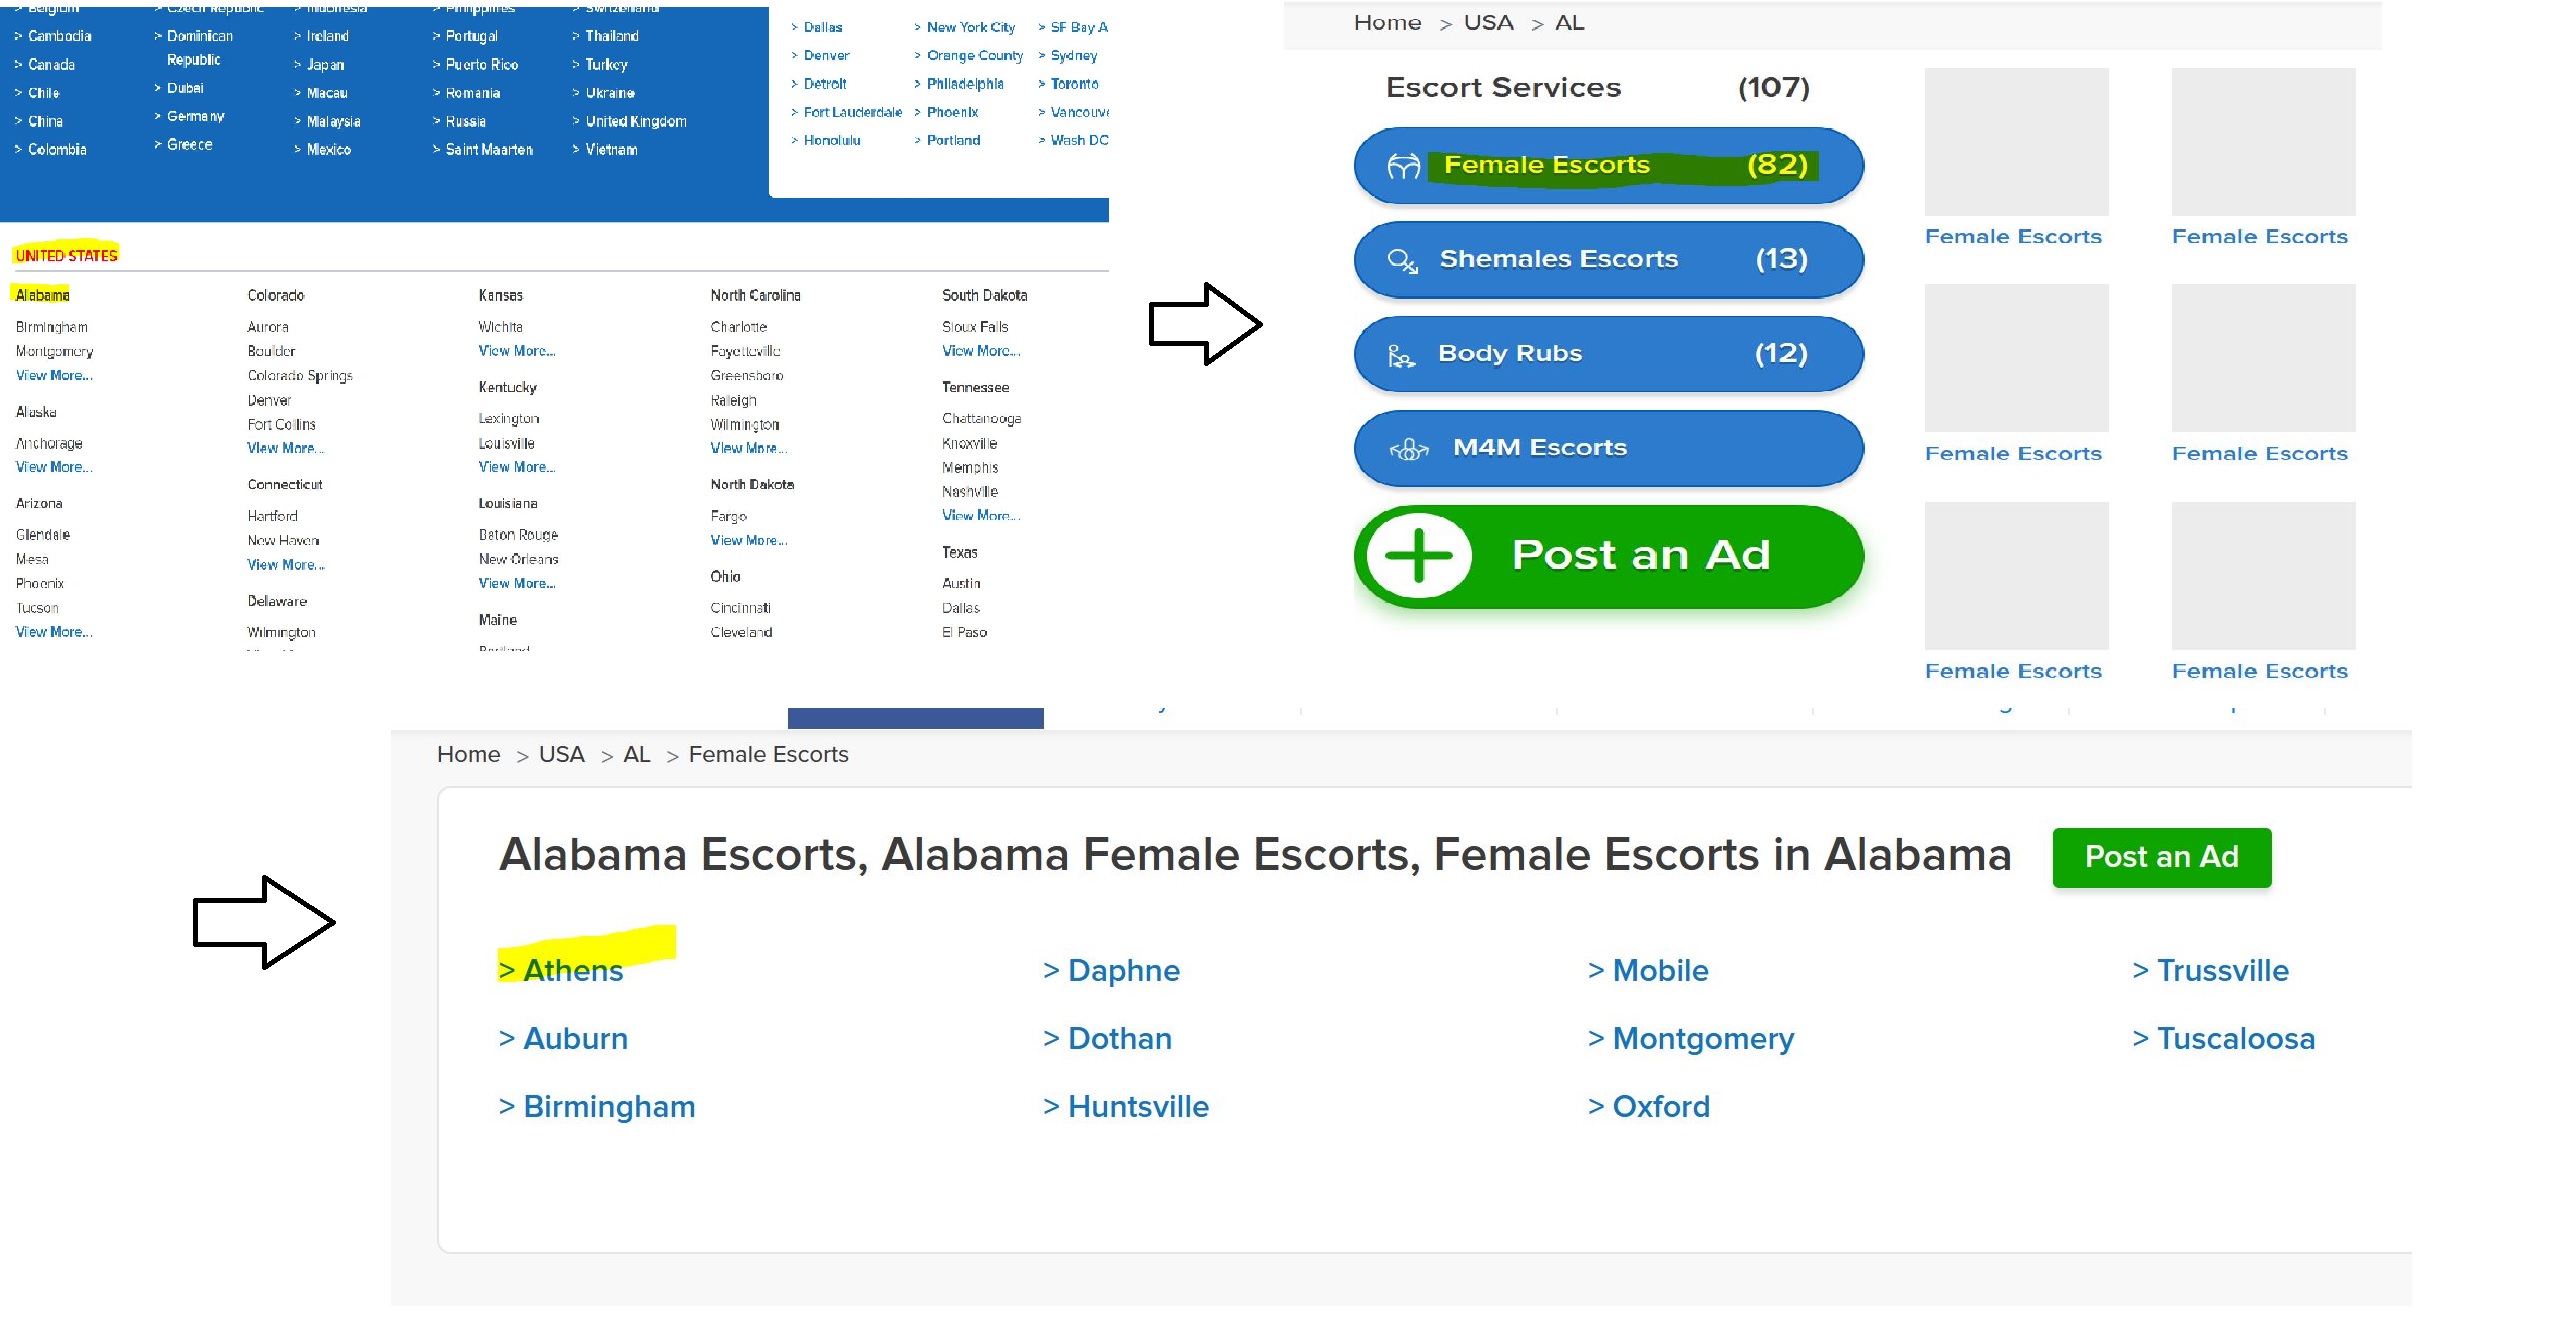 Belgium
> Cambodia
> Canada
> Chile
> China
> Colombia
> Czech Republic
> Dominican
Republic
> Dubai
> Germany
> Greece
> Indonesia
> Ireland
> Japan
> Macau
> Malaysia
> Mexico
> Philippines
> Portugal
> Puerto Rico
> Romania
> Russia
> Saint Maarten
> Switzerland
> Thailand
> Turkey
> Ukraine
> United Kingdom
> Vietnam
> Dallas
> Denver
> Detroit
> Fort Lauderdale
> Honolulu
> New York City
> Orange County
> Philadelphia
> Phoenix
> Portland
> SF Bay A
> Sydney
> Toronto
> Vancouve
> Wash DC
UNITED STATES
Alabama
Birmingham
Montgomery
View More...
Alaska
Anchorage
View More...
Arizona
Glendale
Mesa
Phoenix
Tucson
View More...
Colorado
Aurora
Boulder
Colorado Springs
Denver
Fort Collins
View More...
Connecticut
Hartford
New Haven
View More...
Delaware
Wilmington
Kansas
Wichita
View More...
Kentucky
Lexington
Louisville
View More...
Louisiana
Baton Rouge
New Orleans
View More...
Maine
Portland
North Carolina
Charlotte
Fayetteville
Greensboro
Raleigh
Wilmington
View More...
North Dakota
Fargo
View More...
Ohio
Cincinnati
Cleveland
South Dakota
Sioux Falls
View More...
Tennessee
Chattanooga
Knoxville
Memphis
Nashville
View More...
Texas
Austin
Dallas
El Paso
Home > USA > AL
Escort Services (107)
Female Escorts (82)
Shemales Escorts (13)
Body Rubs (12)
M4M Escorts
Post an Ad
Female Escorts Female Escorts
Female Escorts Female Escorts
Female Escorts Female Escorts
Home > USA > AL > Female Escorts
Alabama Escorts, Alabama Female Escorts, Female Escorts in Alabama Post an Ad
> Athens > Daphne > Mobile > Trussville
> Auburn > Dothan > Montgomery > Tuscaloosa
> Birmingham > Huntsville > Oxford